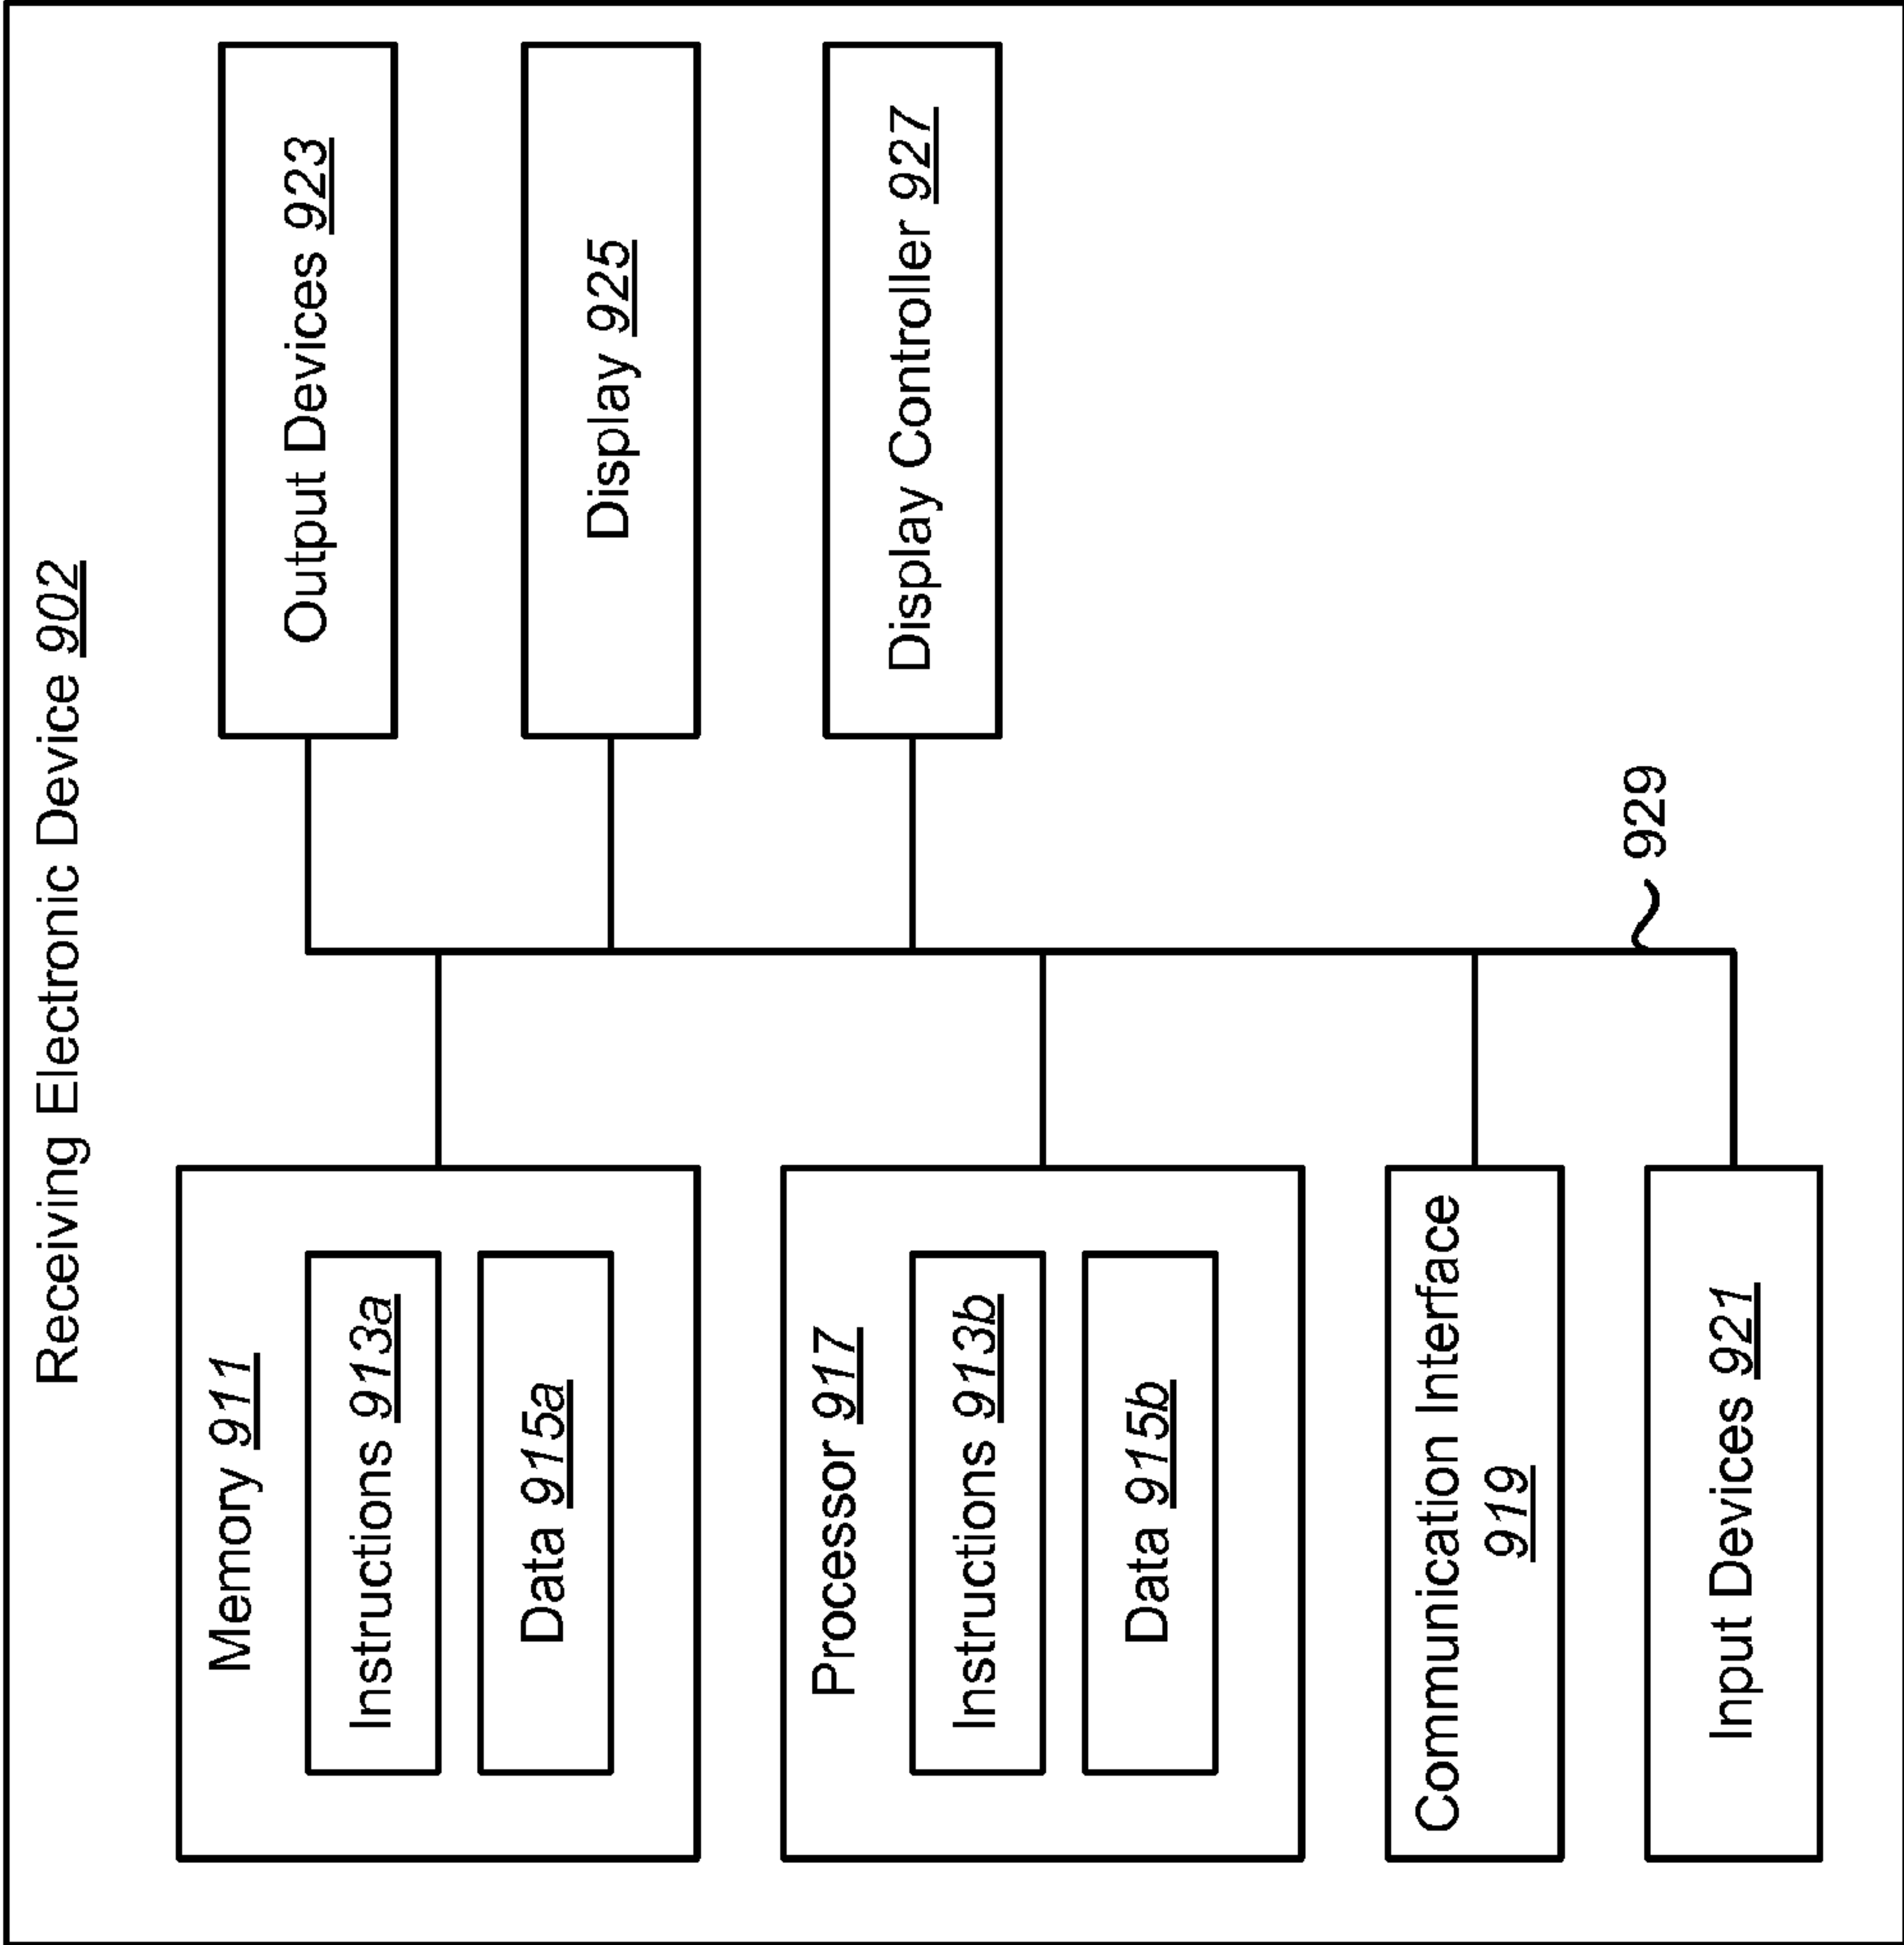 Receiving Electronic Device 902
Memory 911
Instructions 913a
Data 915a
Processor 917
Instructions 913b
Data 915b
Communication Interface
919
Input Devices 921
Output Devices 923
Display 925
Display Controller 927
929